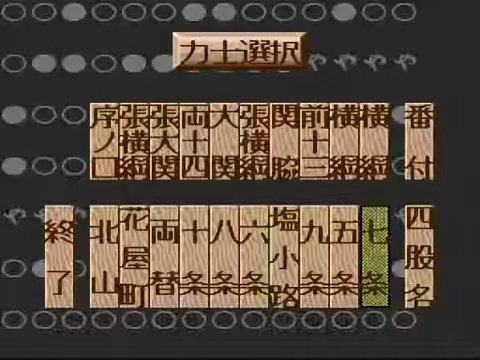 力士選択
番付
横綱
横綱
前十三
関脇
張横綱
大関
両十四
張大関
張横綱
序ノ口
四股名
七条
五条
九条
塩小路
六条
八条
十条
両替
花屋町
北山
終了